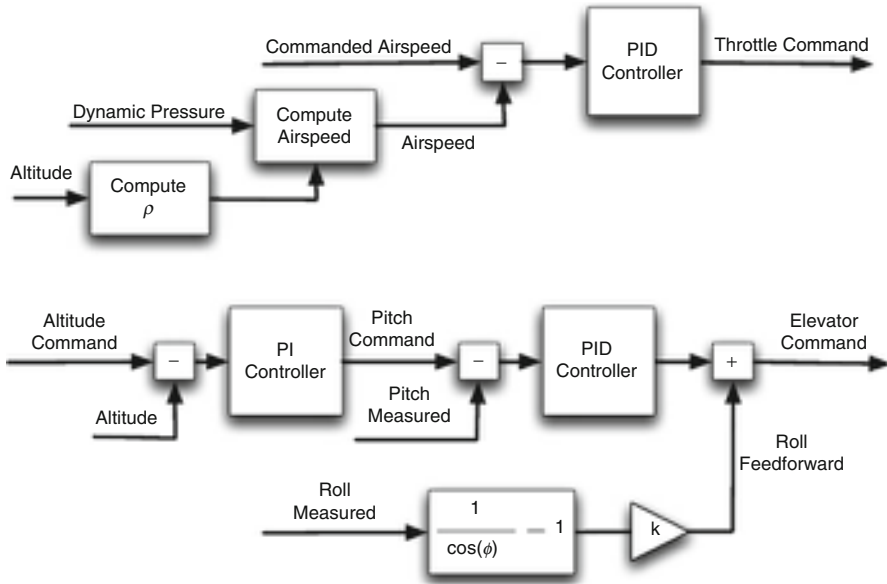 Commanded Airspeed
−
PID
Controller
Throttle Command
Dynamic Pressure
Compute
Airspeed
Airspeed
Altitude
Compute
ρ
Altitude
Command
−
PI
Controller
Pitch
Command
−
PID
Controller
+
Elevator
Command
Altitude
Pitch
Measured
Roll
Feedforward
Roll
Measured
1
− 1
cos(ϕ)
k